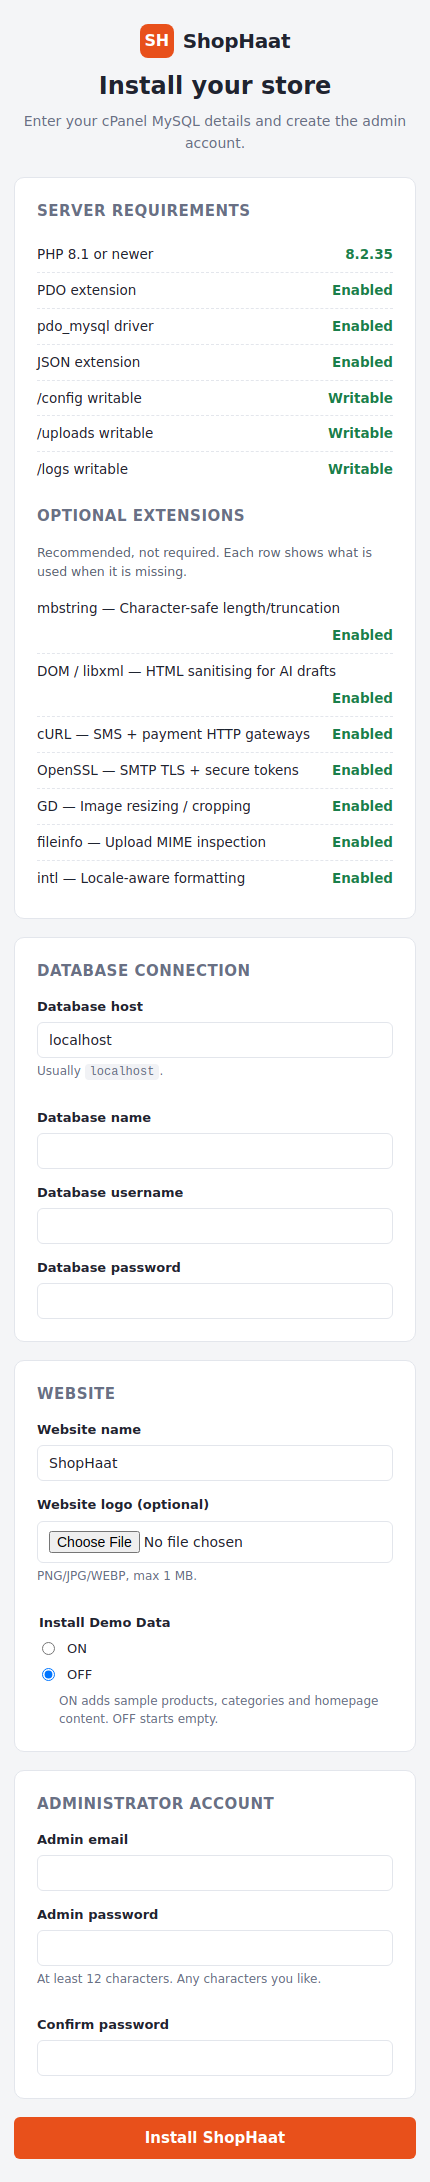 SH ShopHaat
Install your store
Enter your cPanel MySQL details and create the admin
account.
SERVER REQUIREMENTS
PHP 8.1 or newer 8.2.35
PDO extension Enabled
pdo_mysql driver Enabled
JSON extension Enabled
/config writable Writable
/uploads writable Writable
/logs writable Writable
OPTIONAL EXTENSIONS
Recommended, not required. Each row shows what is
used when it is missing.
mbstring — Character-safe length/truncation
Enabled
DOM / libxml — HTML sanitising for AI drafts
Enabled
cURL — SMS + payment HTTP gateways Enabled
OpenSSL — SMTP TLS + secure tokens Enabled
GD — Image resizing / cropping Enabled
fileinfo — Upload MIME inspection Enabled
intl — Locale-aware formatting Enabled
DATABASE CONNECTION
Database host
localhost
Usually localhost.
Database name
Database username
Database password
WEBSITE
Website name
ShopHaat
Website logo (optional)
Choose File No file chosen
PNG/JPG/WEBP, max 1 MB.
Install Demo Data
ON
OFF
ON adds sample products, categories and homepage
content. OFF starts empty.
ADMINISTRATOR ACCOUNT
Admin email
Admin password
At least 12 characters. Any characters you like.
Confirm password
Install ShopHaat